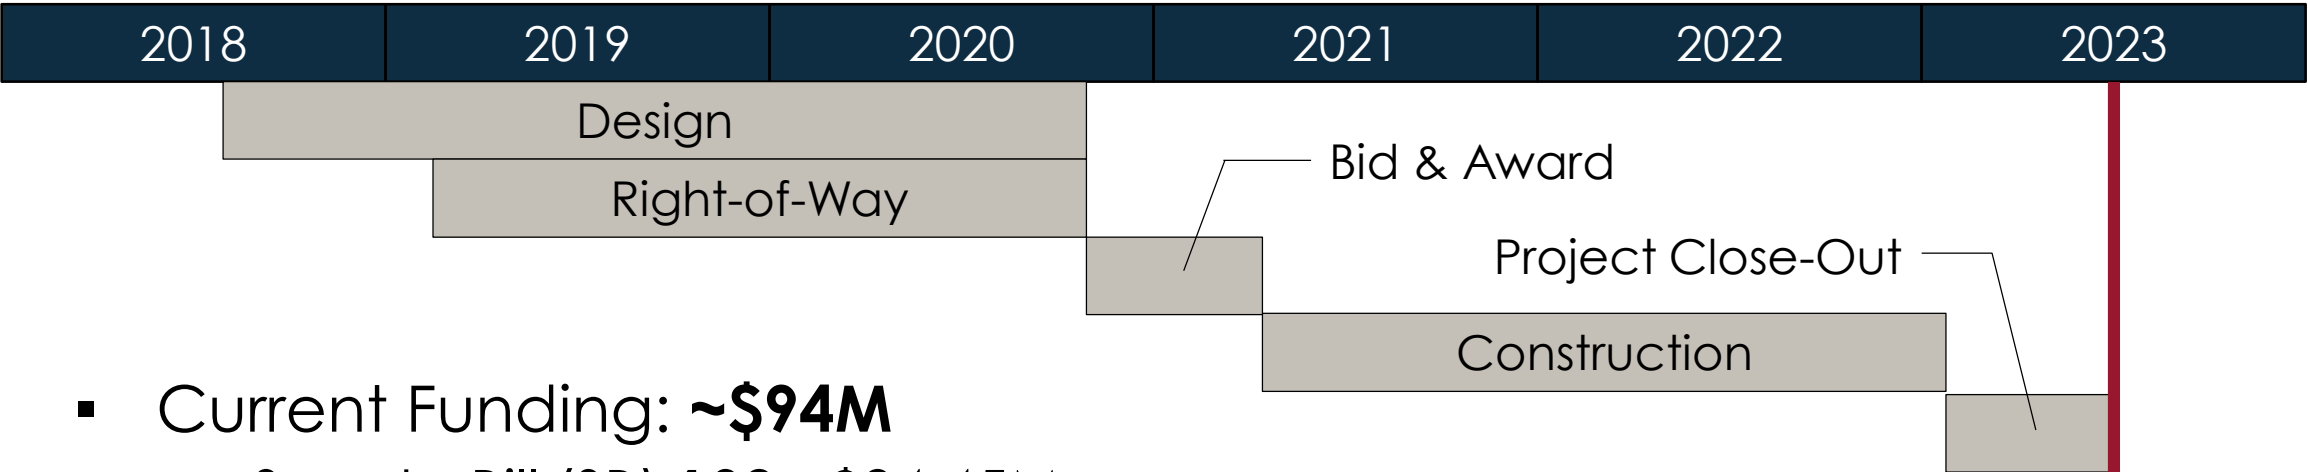 2018 2019 2020 2021 2022 2023
Design
Bid & Award
Right-of-Way
Project Close-Out
Construction
▪ Current Funding: ~$94M